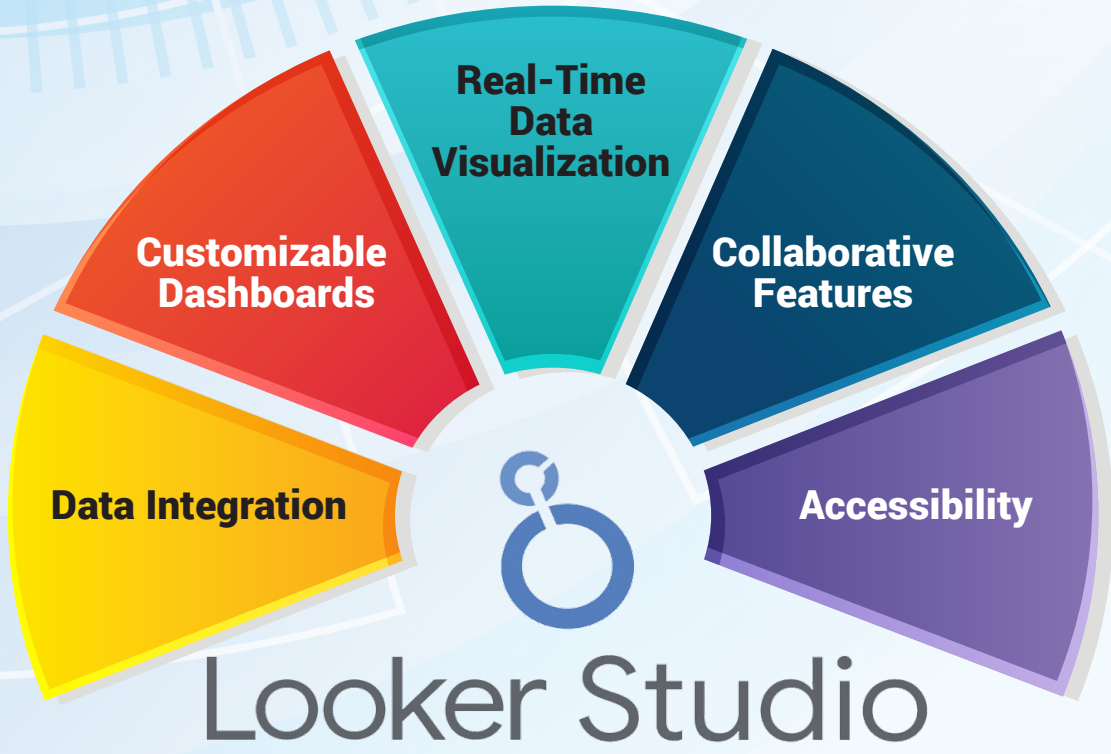 Real-Time
Data
Visualization
Customizable
Dashboards
Collaborative
Features
Data Integration
Accessibility
Looker Studio